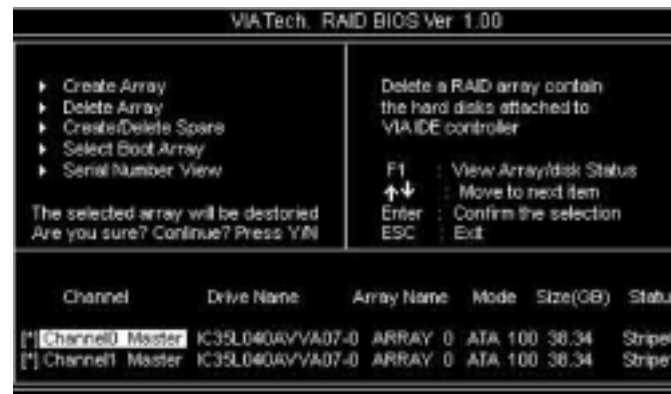 VIA Tech. RAID BIOS Ver 1.00
Create Array
Delete Array
Create/Delete Spare
Select Boot Array
Serial Number View
The selected array will be destoried
Are you sure? Continue? Press Y/N
Delete a RAID array contain
the hard disks attached to
VIA IDE controller
F1 : View Array/disk Status
↑↓ : Move to next item
Enter : Confirm the selection
ESC : Exit
Channel Drive Name Array Name Mode Size(GB) Statu
[*] Channel0 Master IC35L040AVVA07-0 ARRAY 0 ATA 100 38.34 Stripe
[*] Channel1 Master IC35L040AVVA07-0 ARRAY 0 ATA 100 38.34 Stripe